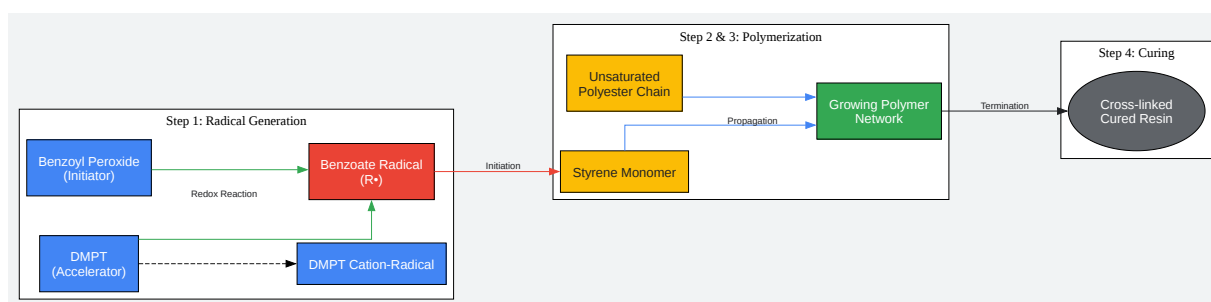 Step 1: Radical Generation
Benzoyl Peroxide
(Initiator)
Redox Reaction
Benzoate Radical
(R•)
DMPT
(Accelerator)
DMPT Cation-Radical
Initiation
Step 2 & 3: Polymerization
Unsaturated
Polyester Chain
Propagation
Styrene Monomer
Growing Polymer
Network
Termination
Step 4: Curing
Cross-linked
Cured Resin